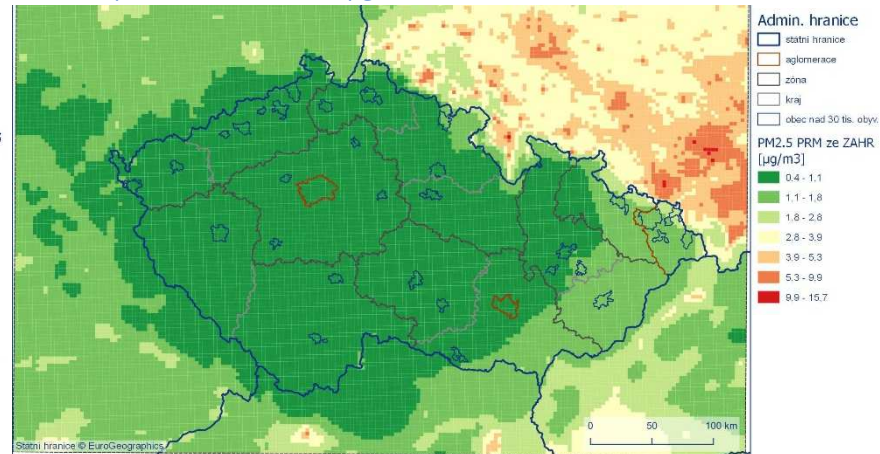 Admin. hranice
státní hranice
aglomerace
zóna
kraj
obec nad 30 tis. obyv.
PM2.5 PRM ze ZAHR
[µg/m3]
0.4 - 1.1
1.1 - 1.8
1.8 - 2.8
2.8 - 3.9
3.9 - 5.3
5.3 - 9.9
9.9 - 15.7
0 50 100 km
Státní hranice © EuroGeographics